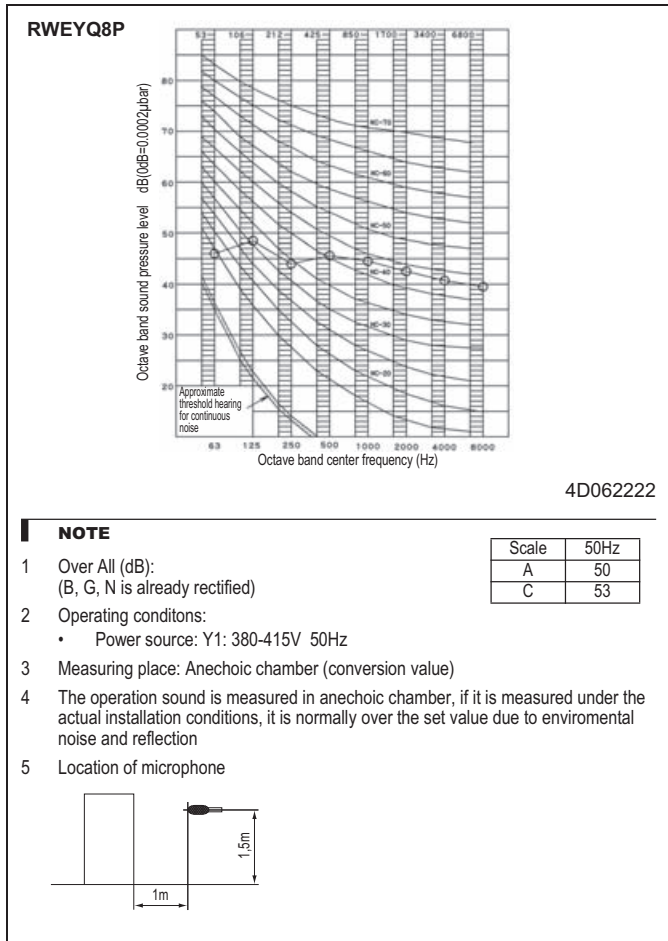 RWEYQ8P
53 106 212 425 850 1700 3400 6800
80
70
60
50
40
30
20
Octave band sound pressure level dB(0dB=0.0002μbar)
NC-70
NC-60
NC-50
NC-40
NC-30
NC-20
Approximate
threshold hearing
for continuous
noise
63 125 250 500 1000 2000 4000 8000
Octave band center frequency (Hz)
4D062222
NOTE
1 Over All (dB):
(B, G, N is already rectified)
Scale 50Hz
A 50
C 53
2 Operating conditons:
• Power source: Y1: 380-415V 50Hz
3 Measuring place: Anechoic chamber (conversion value)
4 The operation sound is measured in anechoic chamber, if it is measured under the
actual installation conditions, it is normally over the set value due to enviromental
noise and reflection
5 Location of microphone
1,5m
1m